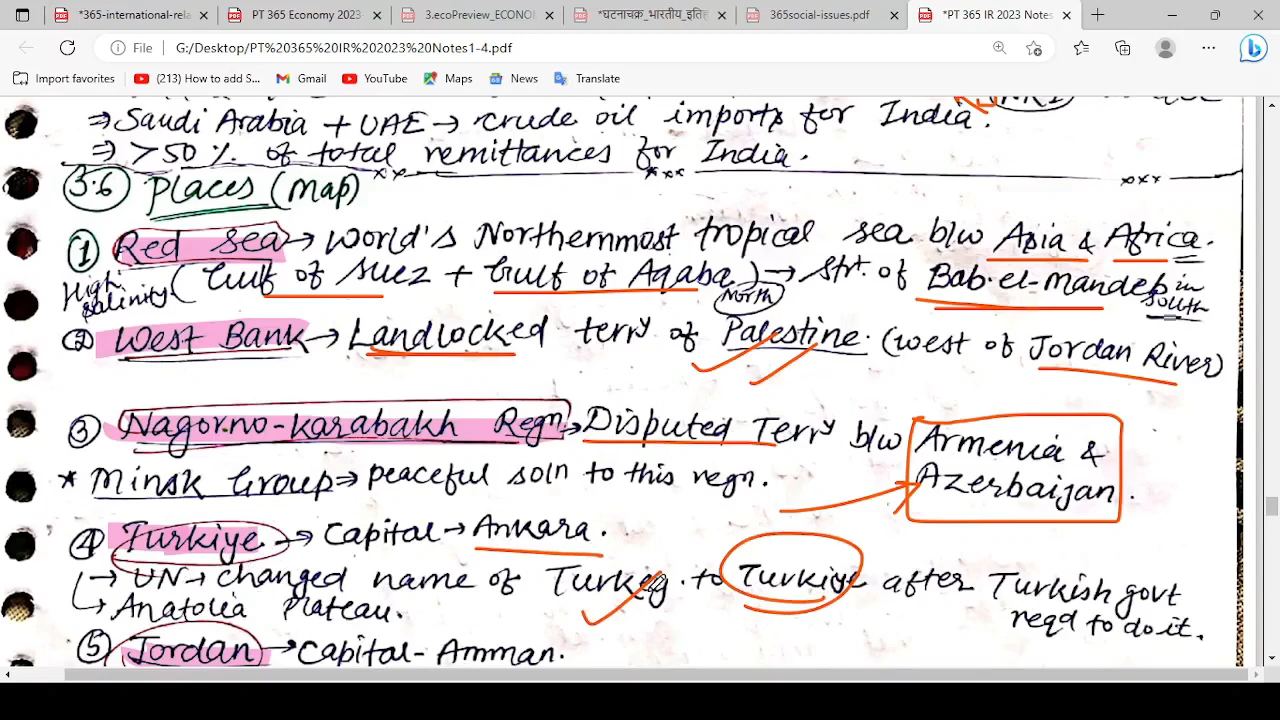 *365-international-rela
PT 365 Economy 2023
3.ecoPreview_ECONO
*घटनाचक्र_भारतीय_इतिह
365social-issues.pdf
*PT 365 IR 2023 Notes
File
G:/Desktop/PT%20365%20IR%202023%20Notes1-4.pdf
Import favorites
(213) How to add S...
Gmail
YouTube
Maps
News
Translate
⇒ Saudi Arabia + UAE → crude oil imports for India.
⇒ >50% of total remittances for India.
3.6 Places (Map)
① Red Sea → World's Northernmost tropical sea b/w Asia & Africa.
High salinity (Gulf of Suez + Gulf of Aqaba) → Str. of Bab-el-Mandeb in South
North
② West Bank → Landlocked terry of Palestine. (West of Jordan River)
③ Nagorno-Karabakh Regn → Disputed Terry b/w Armenia & Azerbaijan.
* Minsk Group ⇒ peaceful soln to this regn.
④ Turkiye. → Capital → Ankara.
→ UN → changed name of Turkey. to Turkiye after Turkish govt reqd to do it.
→ Anatolia Plateau.
⑤ Jordan → Capital - Amman.